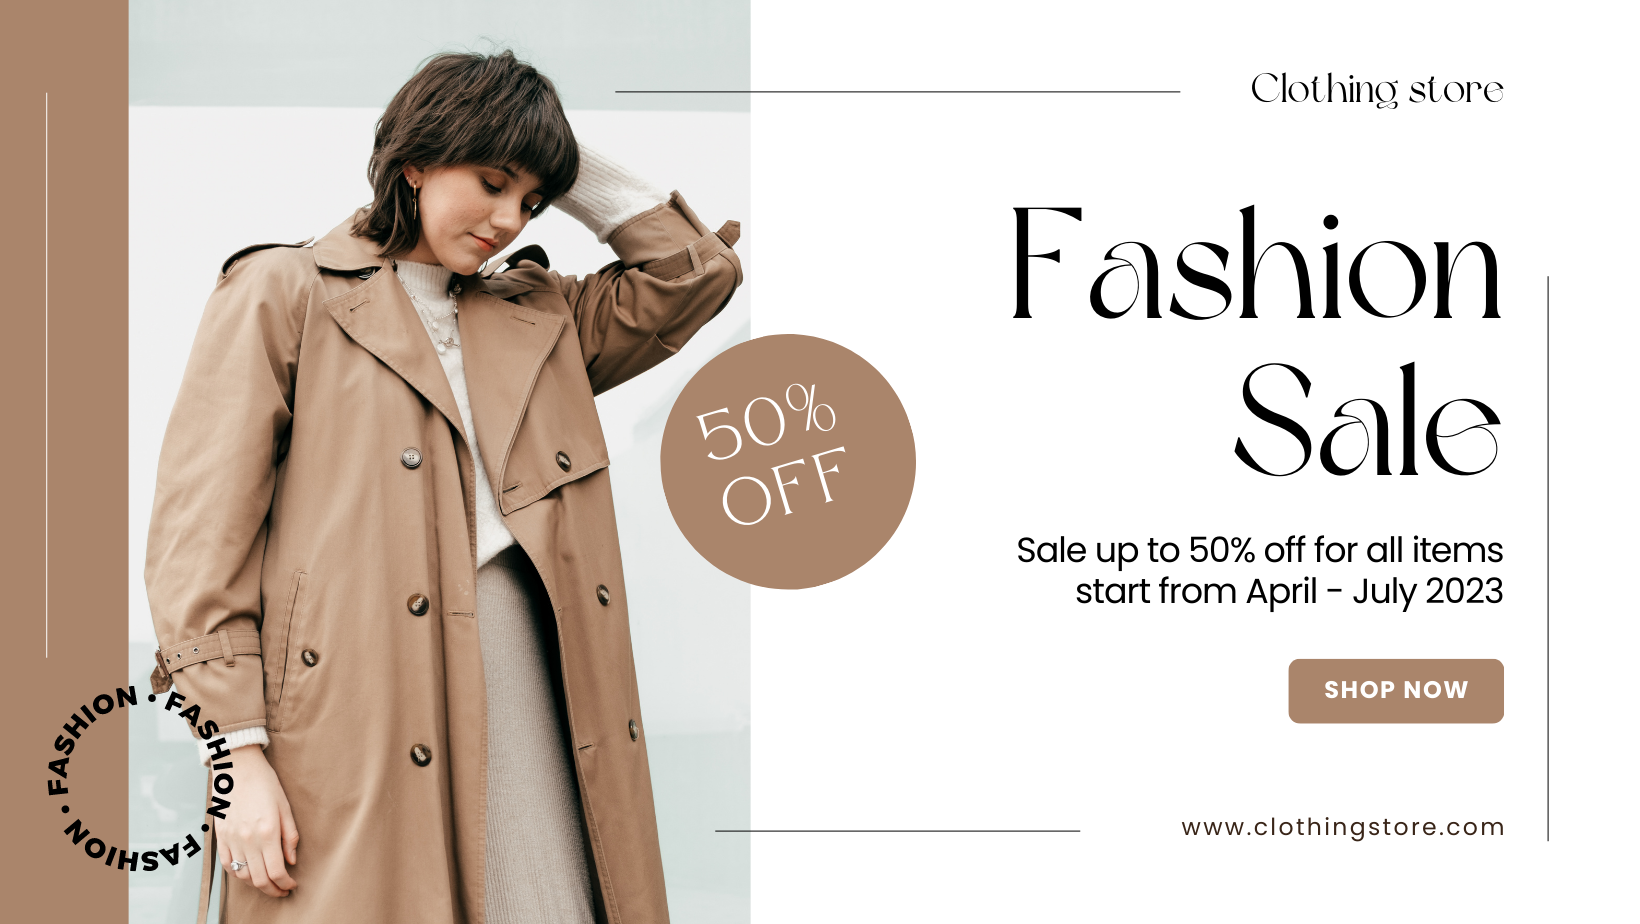 Clothing store
Fashion
Sale
50%
OFF
Sale up to 50% off for all items
start from April - July 2023
SHOP NOW
FASHION • FASHION • FASHION •
www.clothingstore.com